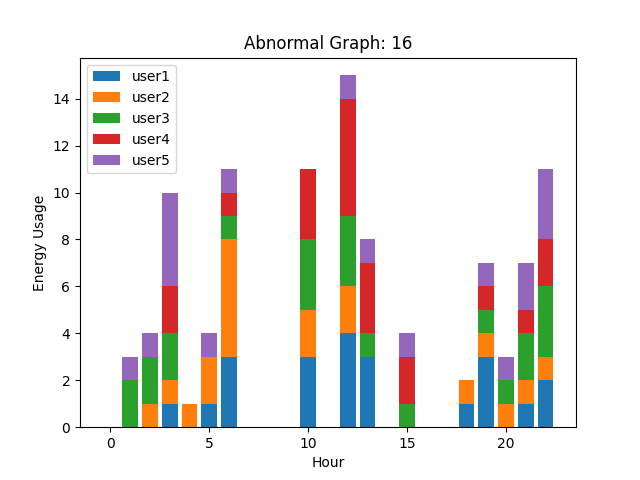 Abnormal Graph: 16
user1
user2
user3
user4
user5
Energy Usage
14
12
10
8
6
4
2
0
0 5 10 15 20
Hour